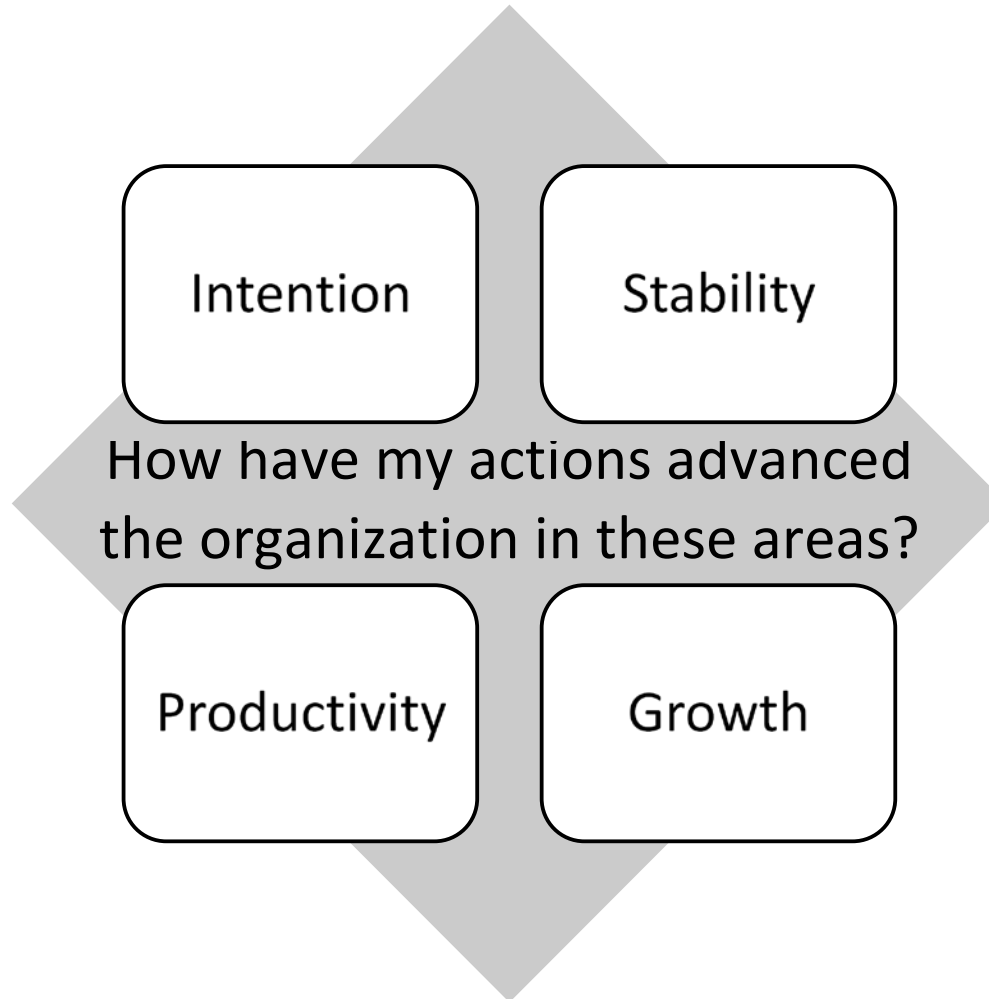 Intention
Stability
How have my actions advanced
the organization in these areas?
Productivity
Growth